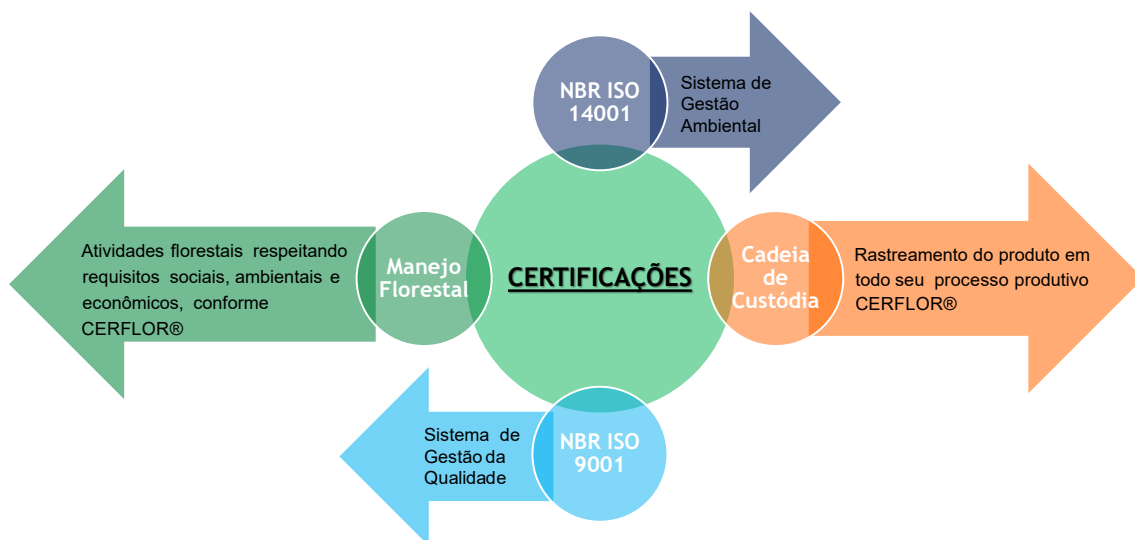 NBR ISO
14001
Sistema de
Gestão
Ambiental
Atividades florestais respeitando
requisitos sociais, ambientais e
econômicos, conforme
CERFLOR®
Manejo
Florestal
CERTIFICAÇÕES
Cadeia
de
Custódia
Rastreamento do produto em
todo seu processo produtivo
CERFLOR®
Sistema de
Gestão da
Qualidade
NBR ISO
9001